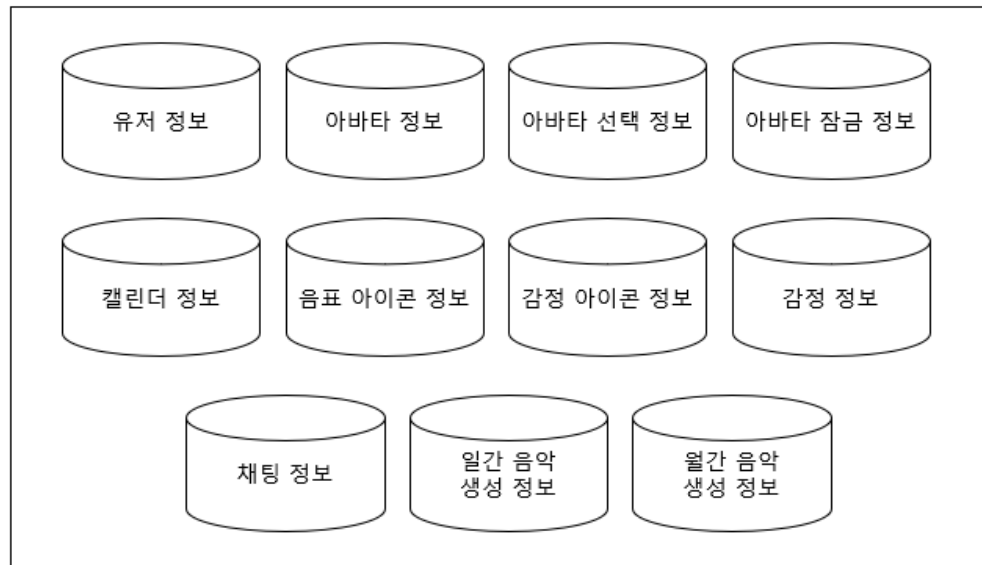 유저 정보
아바타 정보
아바타 선택 정보
아바타 잠금 정보
캘린더 정보
음표 아이콘 정보
감정 아이콘 정보
감정 정보
채팅 정보
일간 음악
생성 정보
월간 음악
생성 정보